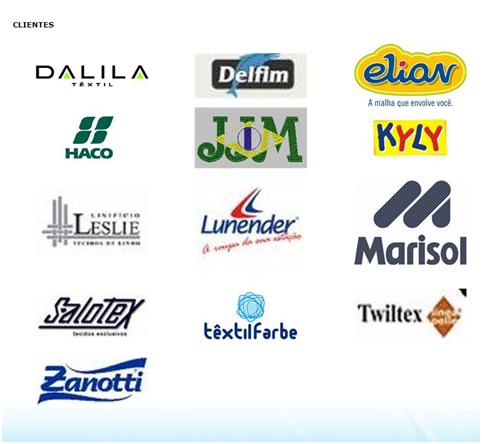 CLIENTES
DALILA
TÊXTIL
Delfim
elian
A malha que envolve você.
HACO
JJM
KYLY
LINIFÍCIO
LESLIE
TECIDOS DE LINHO
Lunender
A roupa da sua estação
Marisol
Salotex
tecidos exclusivos
têxtilfarbe
Twiltex
Zanotti